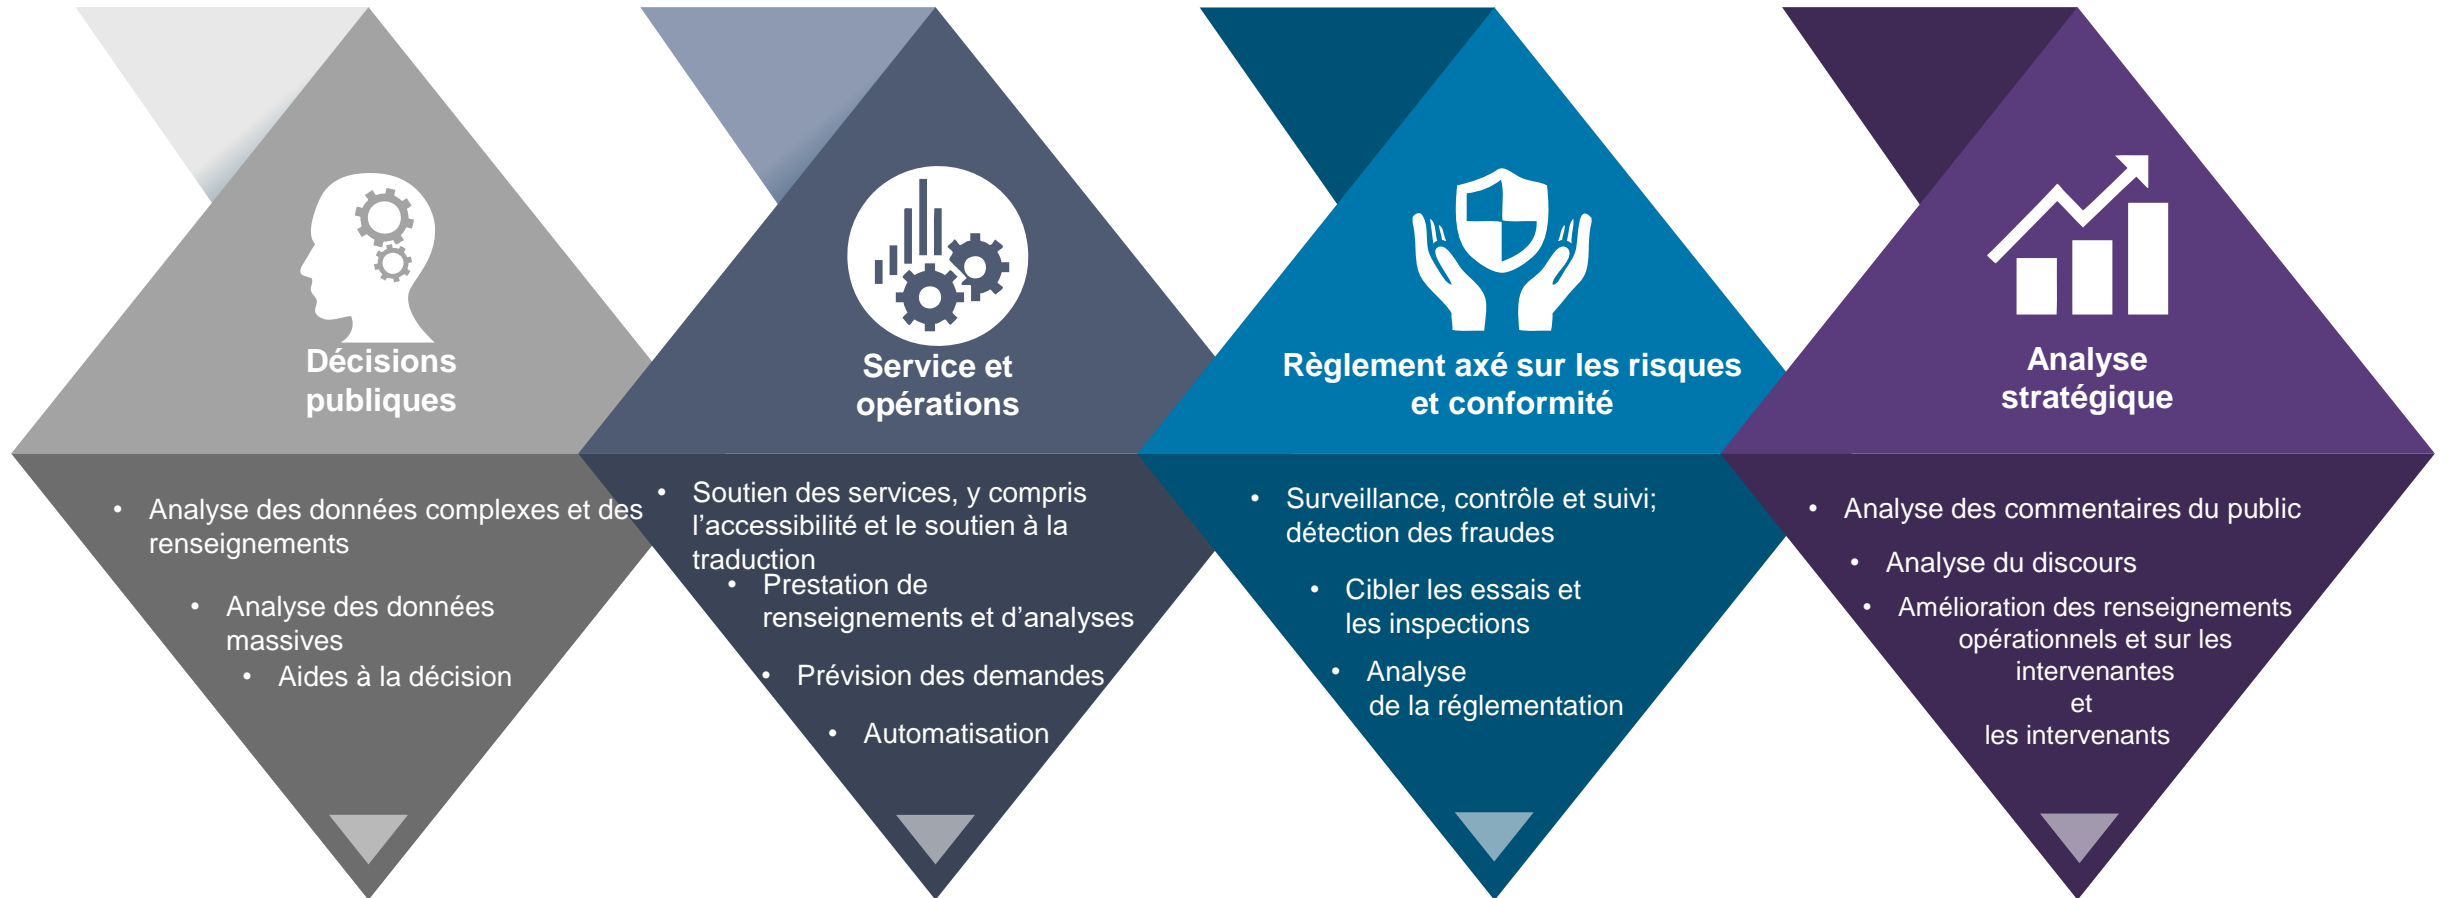 Décisions
publiques
• Analyse des données complexes et des
renseignements
• Analyse des données
massives
• Aides à la décision
Service et
opérations
• Soutien des services, y compris
l’accessibilité et le soutien à la
traduction
• Prestation de
renseignements et d’analyses
• Prévision des demandes
• Automatisation
Règlement axé sur les risques
et conformité
• Surveillance, contrôle et suivi;
détection des fraudes
• Cibler les essais et
les inspections
• Analyse
de la réglementation
Analyse
stratégique
• Analyse des commentaires du public
• Analyse du discours
• Amélioration des renseignements
opérationnels et sur les
intervenantes
et
les intervenants